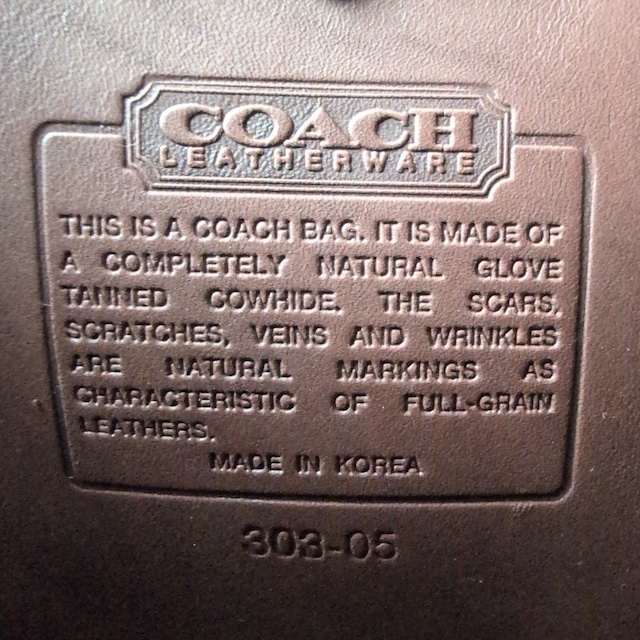 COACH
LEATHERWARE
THIS IS A COACH BAG. IT IS MADE OF
A COMPLETELY NATURAL GLOVE
TANNED COWHIDE. THE SCARS,
SCRATCHES, VEINS AND WRINKLES
ARE NATURAL MARKINGS AS
CHARACTERISTIC OF FULL-GRAIN
LEATHERS.
MADE IN KOREA
303-05